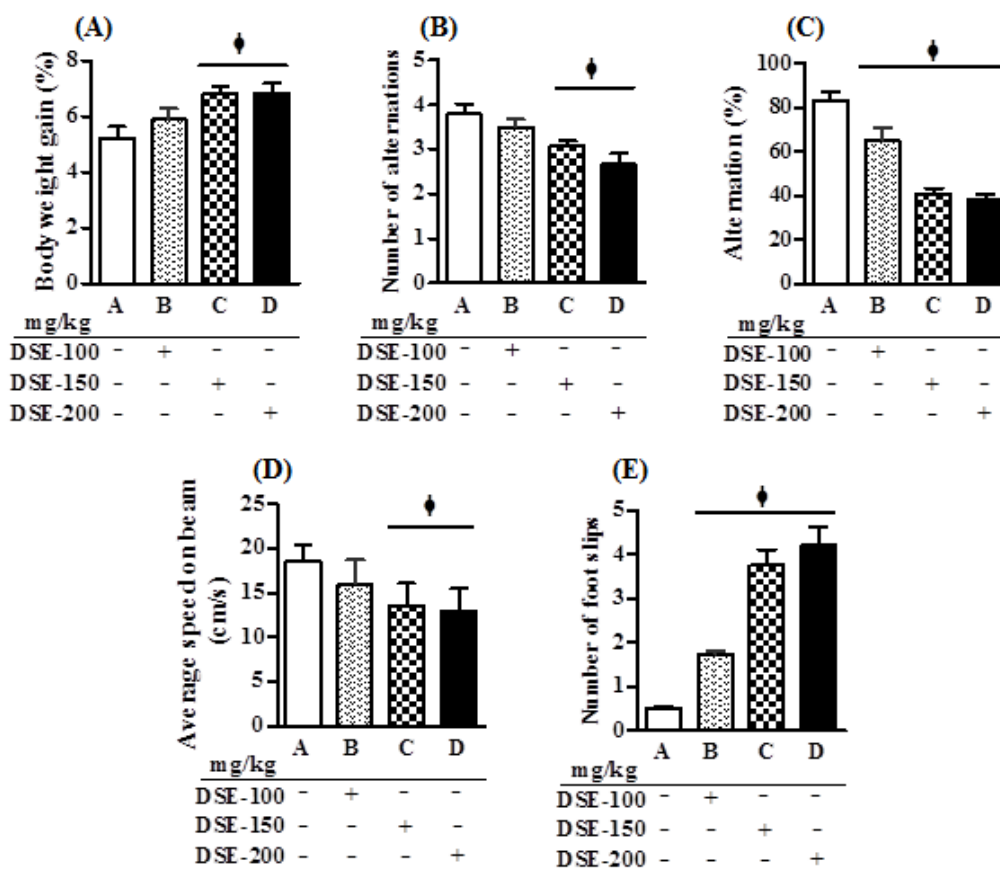 (A)
Body weight gain (%)
8
6
4
2
0
A B C D
mg/kg
DSE-100 - + - -
DSE-150 - - + -
DSE-200 - - - +
(B)
Number of alternations
5
4
3
2
1
0
A B C D
mg/kg
DSE-100 - + - -
DSE-150 - - + -
DSE-200 - - - +
(C)
Alternation (%)
100
80
60
40
20
0
A B C D
mg/kg
DSE-100 - + - -
DSE-150 - - + -
DSE-200 - - - +
(D)
Average speed on beam
(cm/s)
25
20
15
10
5
0
A B C D
mg/kg
DSE-100 - + - -
DSE-150 - - + -
DSE-200 - - - +
(E)
Number of foot slips
5
4
3
2
1
0
A B C D
mg/kg
DSE-100 - + - -
DSE-150 - - + -
DSE-200 - - - +